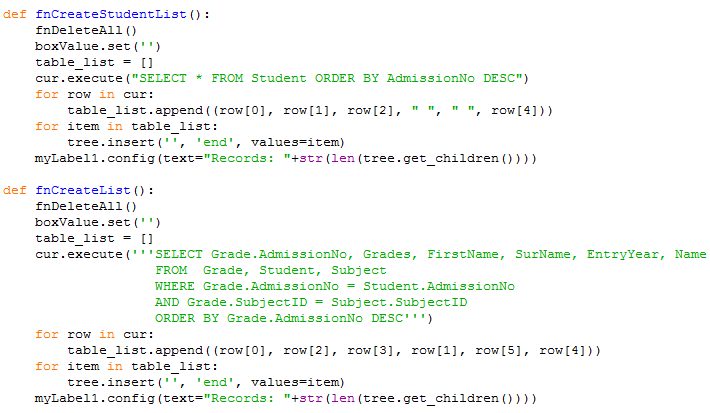 def fnCreateStudentList():
    fnDeleteAll()
    boxValue.set('')
    table_list = []
    cur.execute("SELECT * FROM Student ORDER BY AdmissionNo DESC")
    for row in cur:
        table_list.append((row[0], row[1], row[2], " ", " ", row[4]))
    for item in table_list:
        tree.insert('', 'end', values=item)
    myLabel1.config(text="Records: "+str(len(tree.get_children())))

def fnCreateList():
    fnDeleteAll()
    boxValue.set('')
    table_list = []
    cur.execute('''SELECT Grade.AdmissionNo, Grades, FirstName, SurName, EntryYear, Name
                   FROM  Grade, Student, Subject
                   WHERE Grade.AdmissionNo = Student.AdmissionNo
                   AND Grade.SubjectID = Subject.SubjectID
                   ORDER BY Grade.AdmissionNo DESC''')
    for row in cur:
        table_list.append((row[0], row[2], row[3], row[1], row[5], row[4]))
    for item in table_list:
        tree.insert('', 'end', values=item)
    myLabel1.config(text="Records: "+str(len(tree.get_children())))